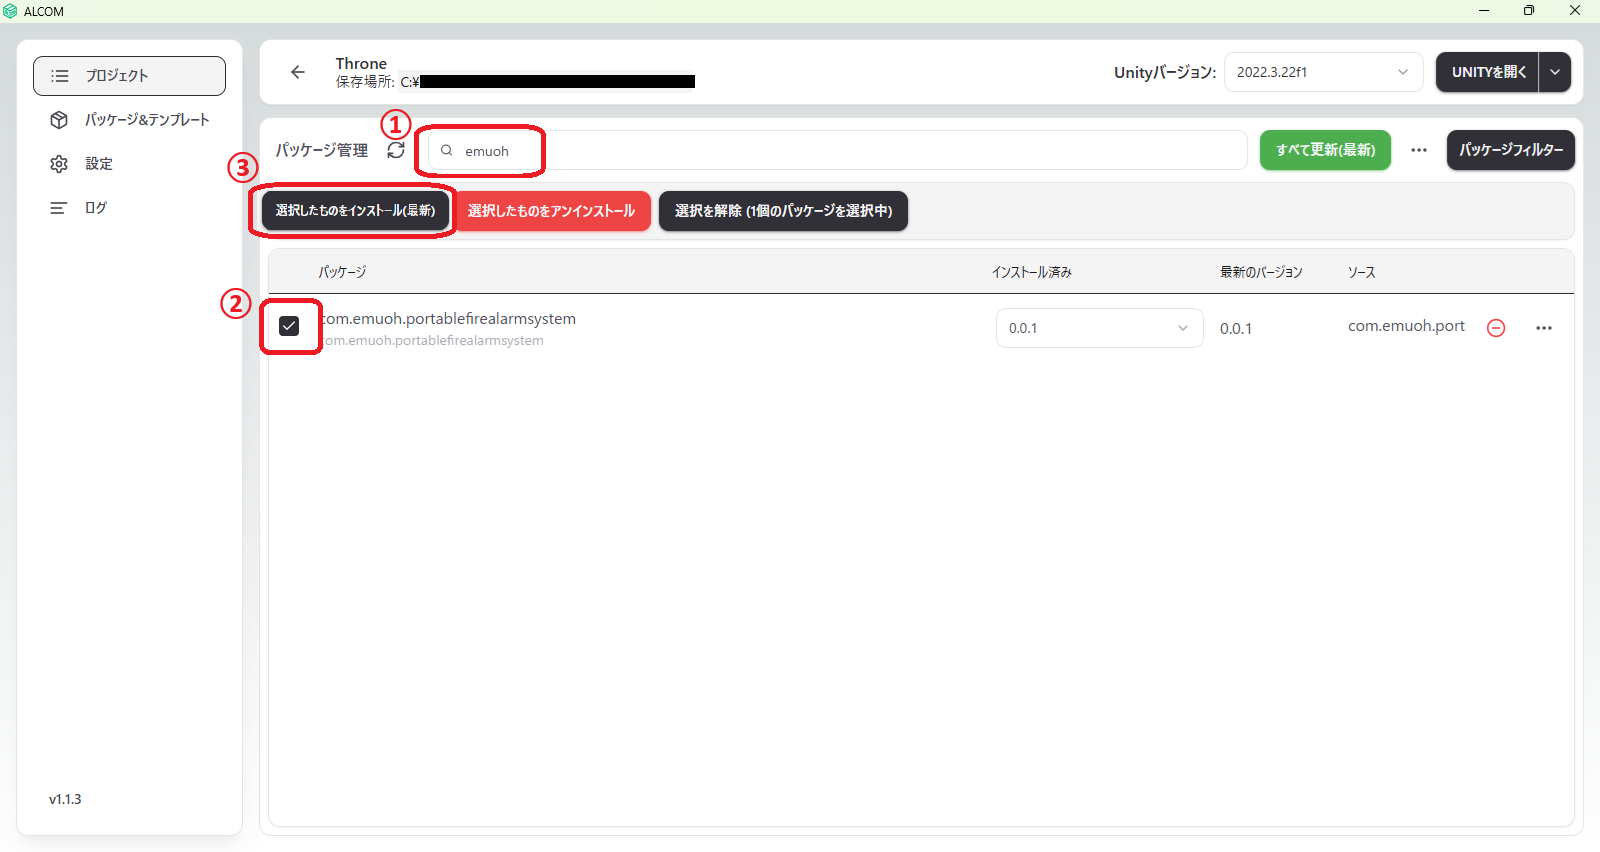 ALCOM
プロジェクト
パッケージ&テンプレート
設定
ログ
v1.1.3
Throne
保存場所: C:¥
Unityバージョン: 2022.3.22f1
UNITYを開く
①
パッケージ管理
emuoh
すべて更新(最新)
パッケージフィルター
③
選択したものをインストール(最新)
選択したものをアンインストール
選択を解除 (1個のパッケージを選択中)
パッケージ インストール済み 最新のバージョン ソース
②
com.emuoh.portablefirealarmsystem 0.0.1 0.0.1 com.emuoh.port
com.emuoh.portablefirealarmsystem